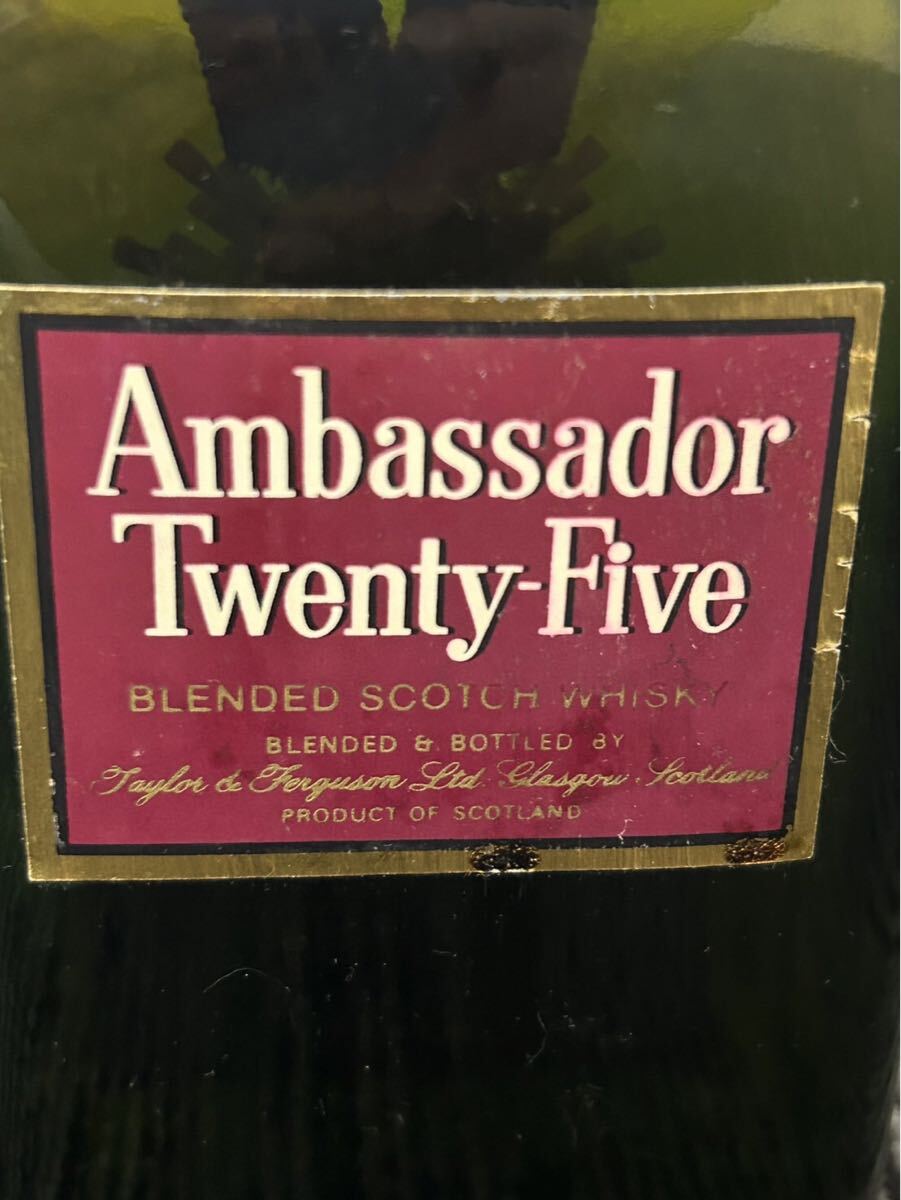 Ambassador
Twenty-Five
BLENDED SCOTCH WHISKY
BLENDED & BOTTLED BY
Taylor & Ferguson Ltd. Glasgow. Scotland
PRODUCT OF SCOTLAND